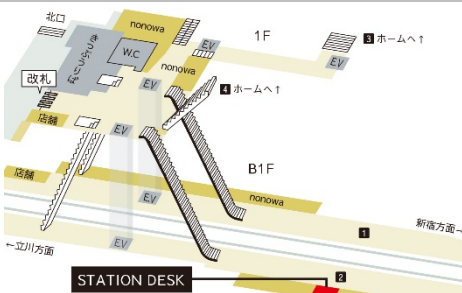 北口
nonowa
W.C
きっぷうりば
EV
1F
3 ホームへ↑
EV
nonowa
改札
4 ホームへ↑
EV
店舗
EV
EV
B1F
店舗
EV
nonowa
1
新宿方面→
EV
←立川方面
2
STATION DESK